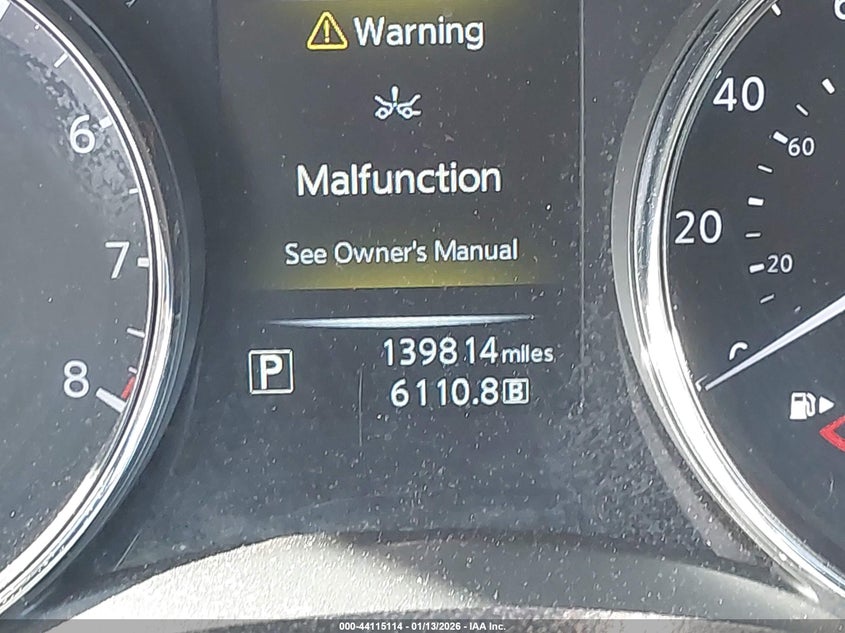 Warning
Malfunction
See Owner's Manual
P
139814 miles
6110.8 B
6
7
8
40
60
20
20
000-44115114 - 01/13/2026 - IAA Inc.